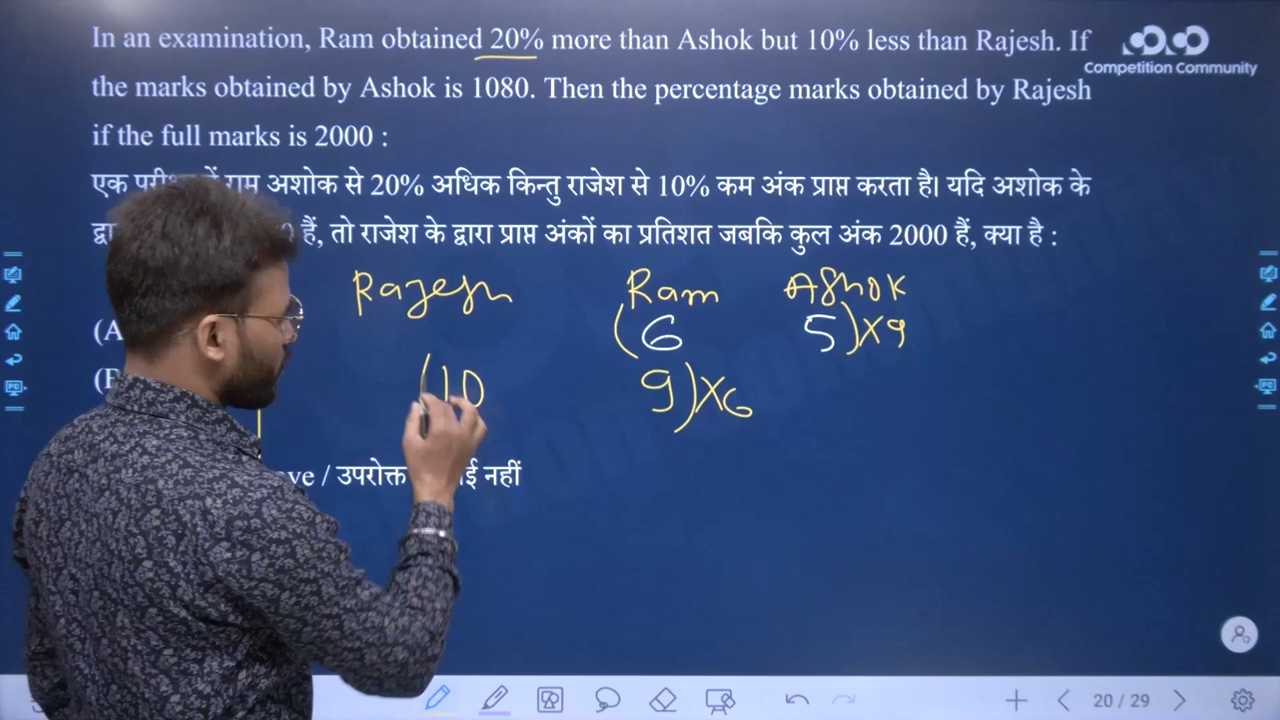 In an examination, Ram obtained 20% more than Ashok but 10% less than Rajesh. If
the marks obtained by Ashok is 1080. Then the percentage marks obtained by Rajesh
if the full marks is 2000 :
Competition Community
एक राम अशोक से 20% अधिक किन्तु राजेश से 10% कम अंक प्राप्त करता है। यदि अशोक के
0 हैं, तो राजेश के द्वारा प्राप्त अंकों का प्रतिशत जबकि कुल अंक 2000 हैं, क्या है :
Rajesh Ram Ashok
(A (6 5)×9
(B (10 9)×6
ove / उपरोक्त नहीं
20 / 29